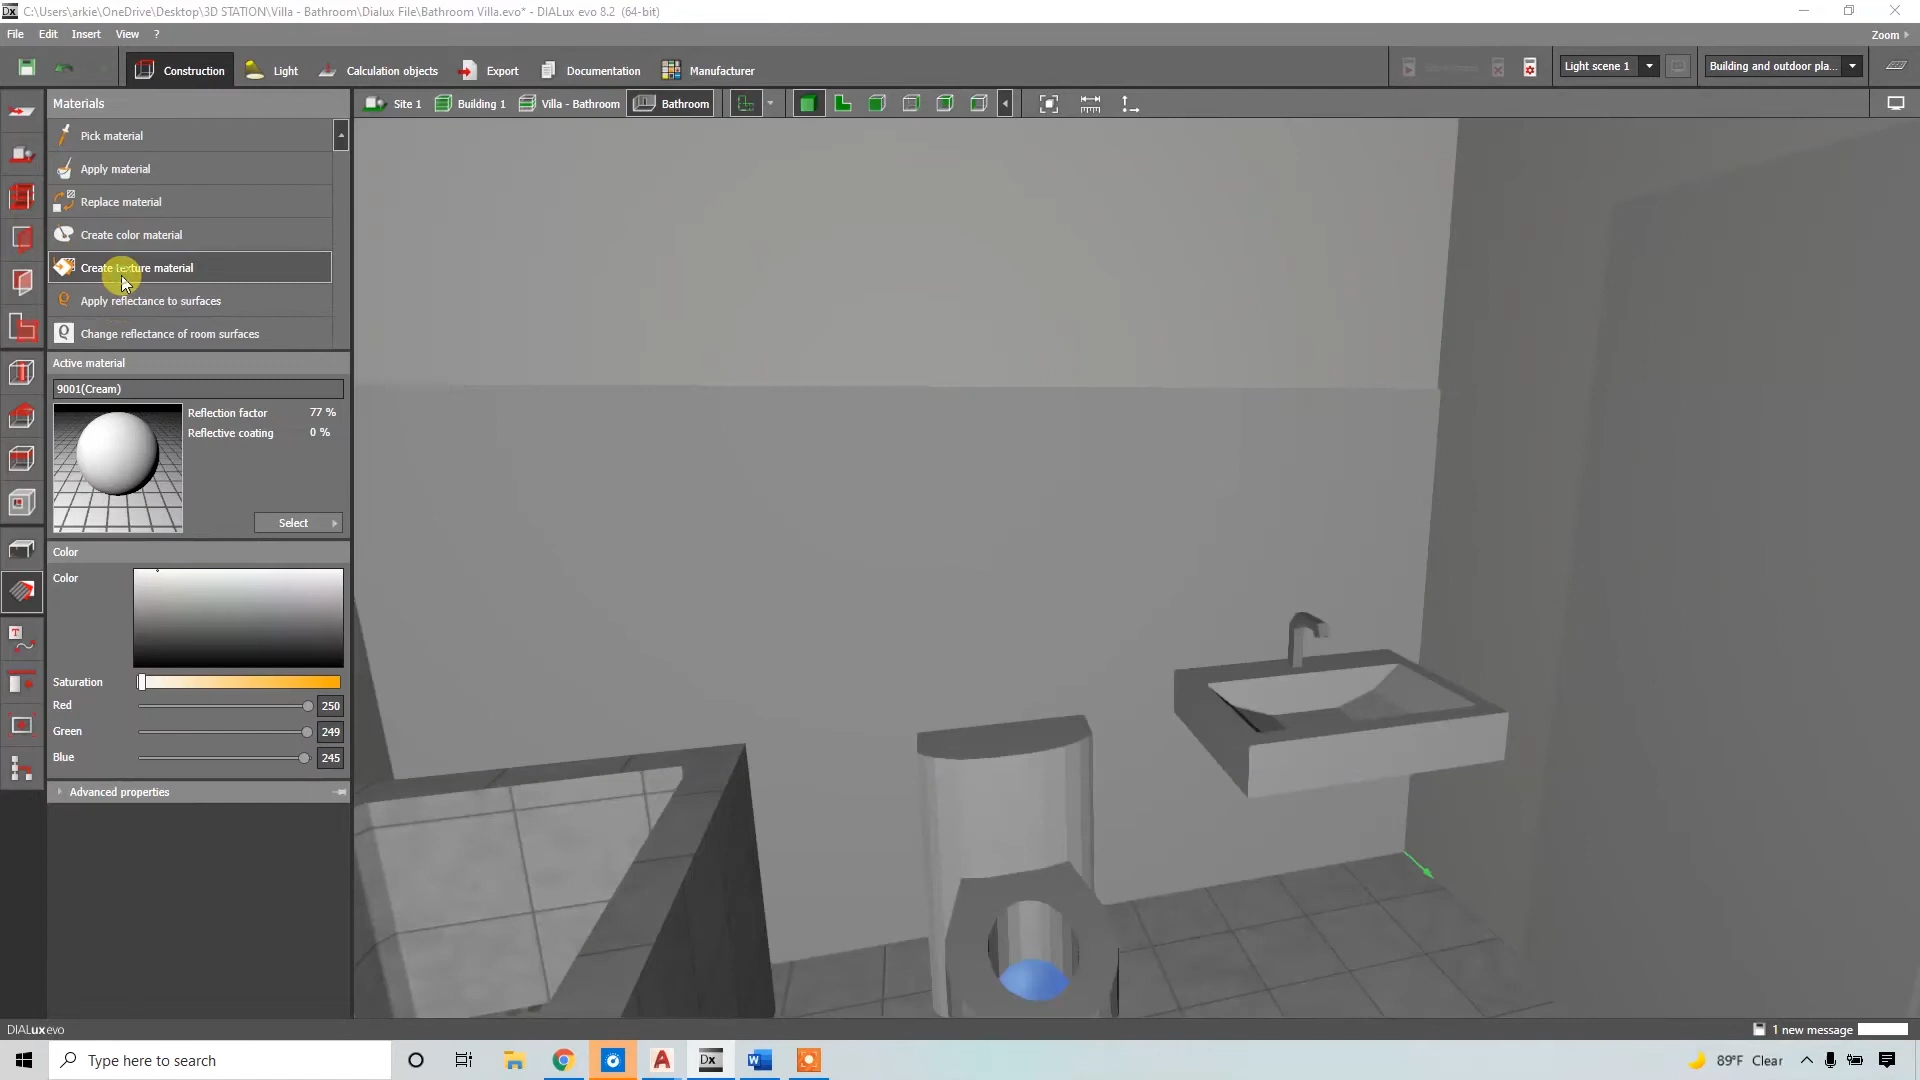 Dx C:\Users\arkie\OneDrive\Desktop\3D STATION\Villa - Bathroom\Dialux File\Bathroom Villa.evo* - DIALux evo 8.2 (64-bit)
File Edit Insert View ? Zoom
Construction Light Calculation objects Export Documentation Manufacturer Light scene 1 Building and outdoor pla...
Materials Site 1 Building 1 Villa - Bathroom Bathroom
Pick material
Apply material
Replace material
Create color material
Create texture material
Apply reflectance to surfaces
Change reflectance of room surfaces
Active material
9001(Cream)
Reflection factor 77 %
Reflective coating 0 %
Select
Color
Color
Saturation
Red 250
Green 249
Blue 245
Advanced properties
DIALux evo 1 new message
Type here to search A Dx W 89°F Clear